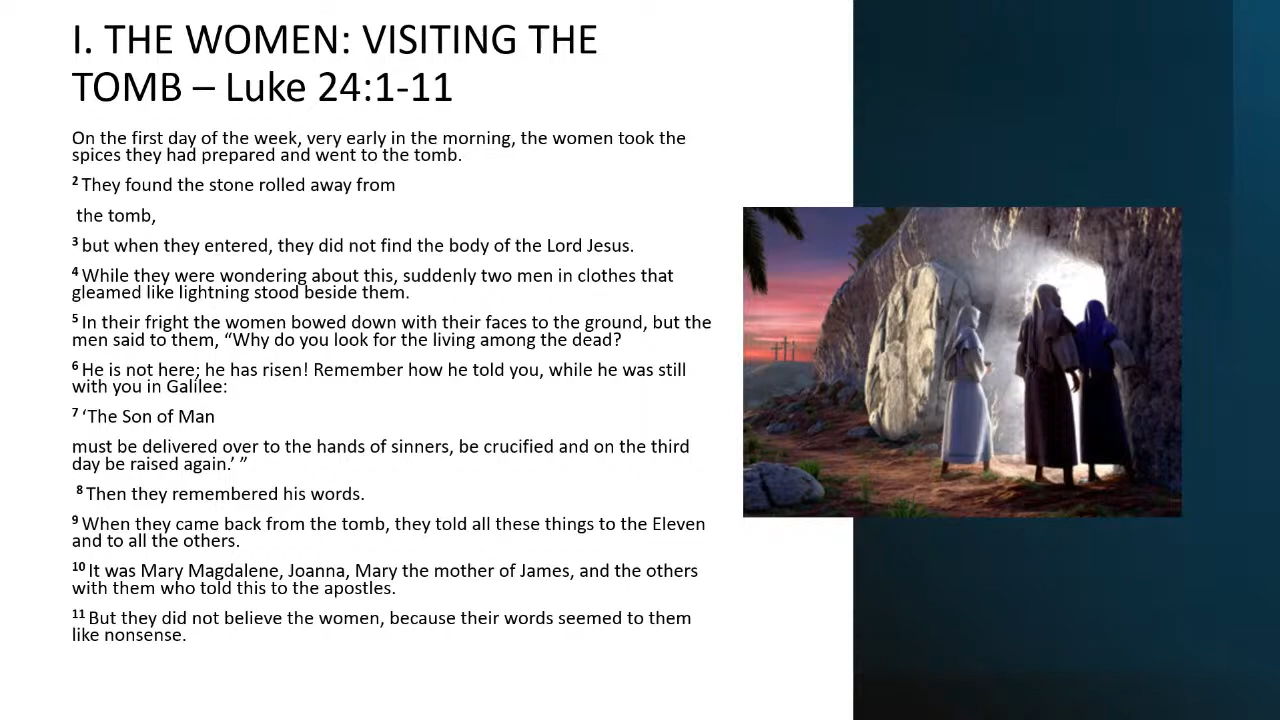 I. THE WOMEN: VISITING THE
TOMB – Luke 24:1-11
On the first day of the week, very early in the morning, the women took the
spices they had prepared and went to the tomb.
2 They found the stone rolled away from
the tomb,
3 but when they entered, they did not find the body of the Lord Jesus.
4 While they were wondering about this, suddenly two men in clothes that
gleamed like lightning stood beside them.
5 In their fright the women bowed down with their faces to the ground, but the
men said to them, “Why do you look for the living among the dead?
6 He is not here; he has risen! Remember how he told you, while he was still
with you in Galilee:
7 ‘The Son of Man
must be delivered over to the hands of sinners, be crucified and on the third
day be raised again.’ ”
8 Then they remembered his words.
9 When they came back from the tomb, they told all these things to the Eleven
and to all the others.
10 It was Mary Magdalene, Joanna, Mary the mother of James, and the others
with them who told this to the apostles.
11 But they did not believe the women, because their words seemed to them
like nonsense.